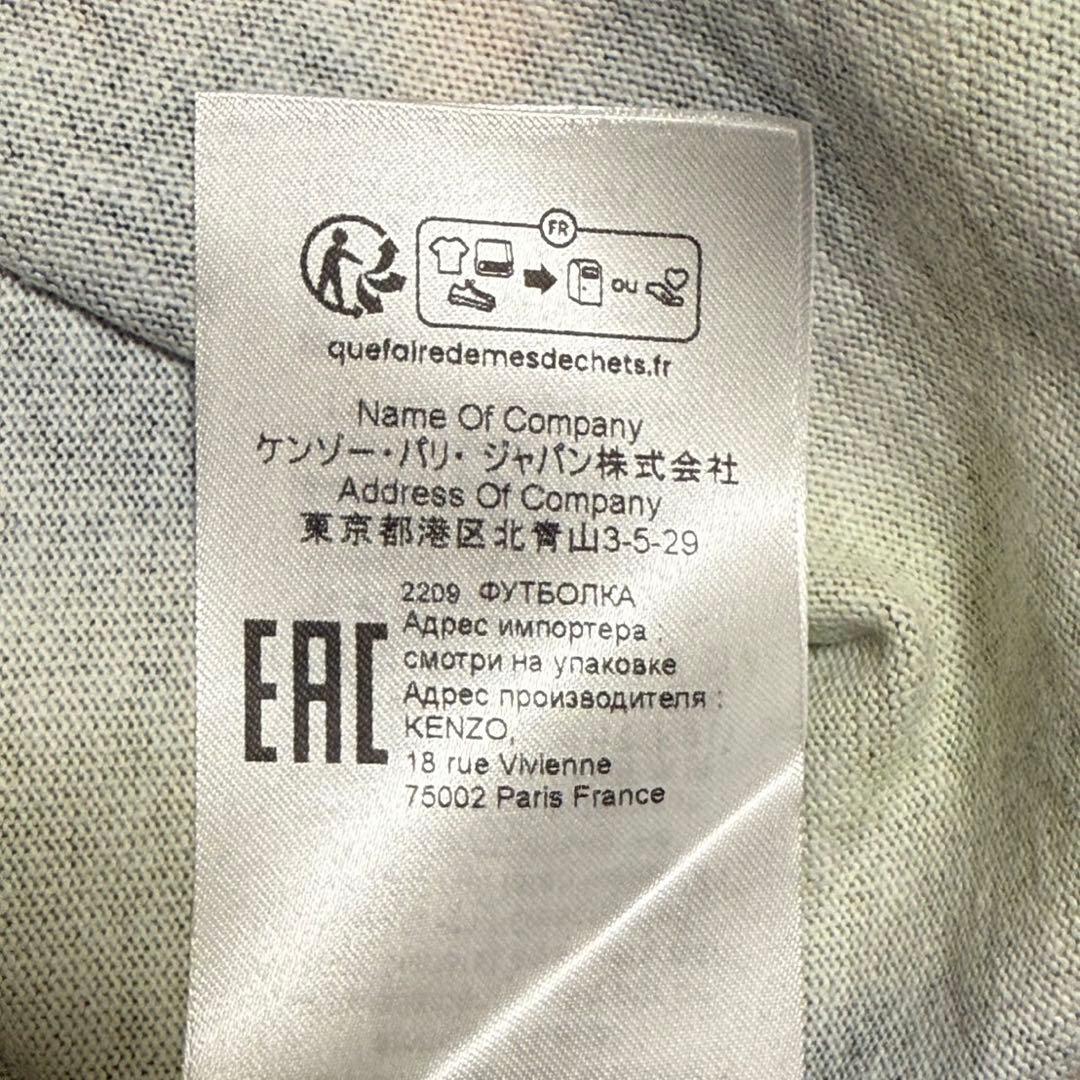 FR
ou
quefairedemesdechets.fr
Name Of Company
ケンゾー・パリ・ジャパン株式会社
Address Of Company
東京都港区北青山3-5-29
2209 ФУТБОЛКА
EAC
Адрес импортера :
смотри на упаковке
Адрес производителя :
KENZO,
18 rue Vivienne
75002 Paris France